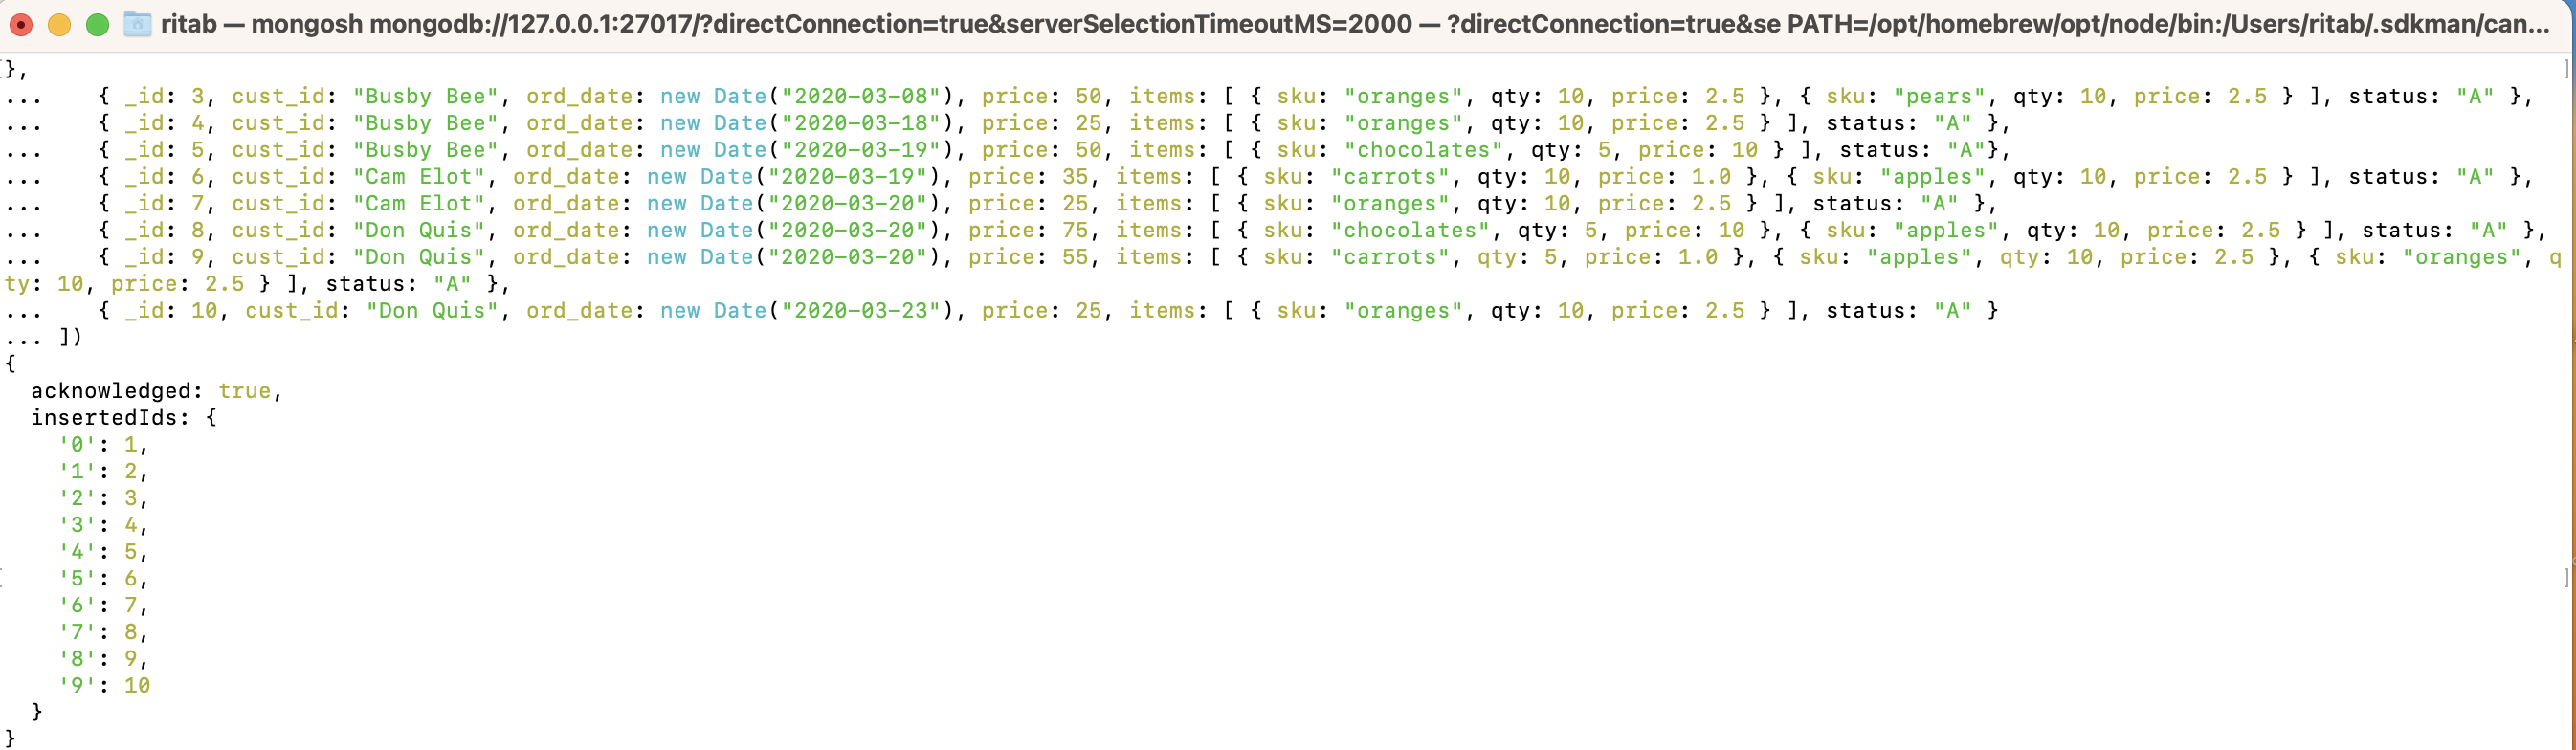 ritab — mongosh mongodb://127.0.0.1:27017/?directConnection=true&serverSelectionTimeoutMS=2000 — ?directConnection=true&se PATH=/opt/homebrew/opt/node/bin:/Users/ritab/.sdkman/can...
},
...    { _id: 3, cust_id: "Busby Bee", ord_date: new Date("2020-03-08"), price: 50, items: [ { sku: "oranges", qty: 10, price: 2.5 }, { sku: "pears", qty: 10, price: 2.5 } ], status: "A" },
...    { _id: 4, cust_id: "Busby Bee", ord_date: new Date("2020-03-18"), price: 25, items: [ { sku: "oranges", qty: 10, price: 2.5 } ], status: "A" },
...    { _id: 5, cust_id: "Busby Bee", ord_date: new Date("2020-03-19"), price: 50, items: [ { sku: "chocolates", qty: 5, price: 10 } ], status: "A"},
...    { _id: 6, cust_id: "Cam Elot", ord_date: new Date("2020-03-19"), price: 35, items: [ { sku: "carrots", qty: 10, price: 1.0 }, { sku: "apples", qty: 10, price: 2.5 } ], status: "A" },
...    { _id: 7, cust_id: "Cam Elot", ord_date: new Date("2020-03-20"), price: 25, items: [ { sku: "oranges", qty: 10, price: 2.5 } ], status: "A" },
...    { _id: 8, cust_id: "Don Quis", ord_date: new Date("2020-03-20"), price: 75, items: [ { sku: "chocolates", qty: 5, price: 10 }, { sku: "apples", qty: 10, price: 2.5 } ], status: "A" },
...    { _id: 9, cust_id: "Don Quis", ord_date: new Date("2020-03-20"), price: 55, items: [ { sku: "carrots", qty: 5, price: 1.0 }, { sku: "apples", qty: 10, price: 2.5 }, { sku: "oranges", q
ty: 10, price: 2.5 } ], status: "A" },
...    { _id: 10, cust_id: "Don Quis", ord_date: new Date("2020-03-23"), price: 25, items: [ { sku: "oranges", qty: 10, price: 2.5 } ], status: "A" }
... ])
{
  acknowledged: true,
  insertedIds: {
    '0': 1,
    '1': 2,
    '2': 3,
    '3': 4,
    '4': 5,
    '5': 6,
    '6': 7,
    '7': 8,
    '8': 9,
    '9': 10
  }
}